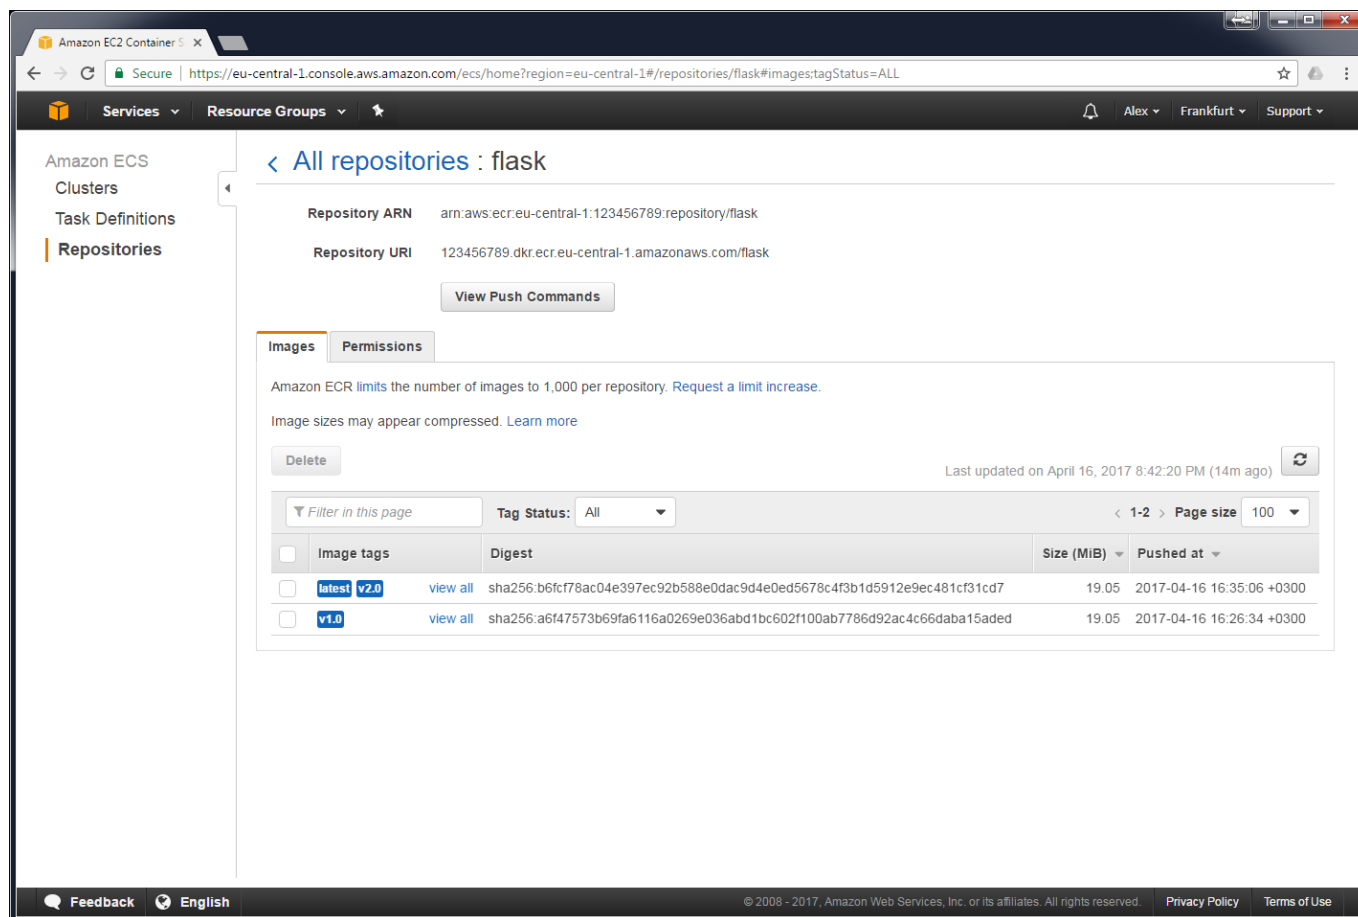 Amazon EC2 Container S
Secure | https://eu-central-1.console.aws.amazon.com/ecs/home?region=eu-central-1#/repositories/flask#images;tagStatus=ALL
Services Resource Groups Alex Frankfurt Support
Amazon ECS
Clusters
Task Definitions
Repositories
< All repositories : flask
Repository ARN arn:aws:ecr:eu-central-1:123456789:repository/flask
Repository URI 123456789.dkr.ecr.eu-central-1.amazonaws.com/flask
View Push Commands
Images Permissions
Amazon ECR limits the number of images to 1,000 per repository. Request a limit increase.
Image sizes may appear compressed. Learn more
Delete
Last updated on April 16, 2017 8:42:20 PM (14m ago)
Filter in this page Tag Status: All < 1-2 > Page size 100
Image tags Digest Size (MiB) Pushed at
latest v2.0 view all sha256:b6fcf78ac04e397ec92b588e0dac9d4e0ed5678c4f3b1d5912e9ec481cf31cd7 19.05 2017-04-16 16:35:06 +0300
v1.0 view all sha256:a6f47573b69fa6116a0269e036abd1bc602f100ab7786d92ac4c66daba15aded 19.05 2017-04-16 16:26:34 +0300
Feedback English © 2008 - 2017, Amazon Web Services, Inc. or its affiliates. All rights reserved. Privacy Policy Terms of Use